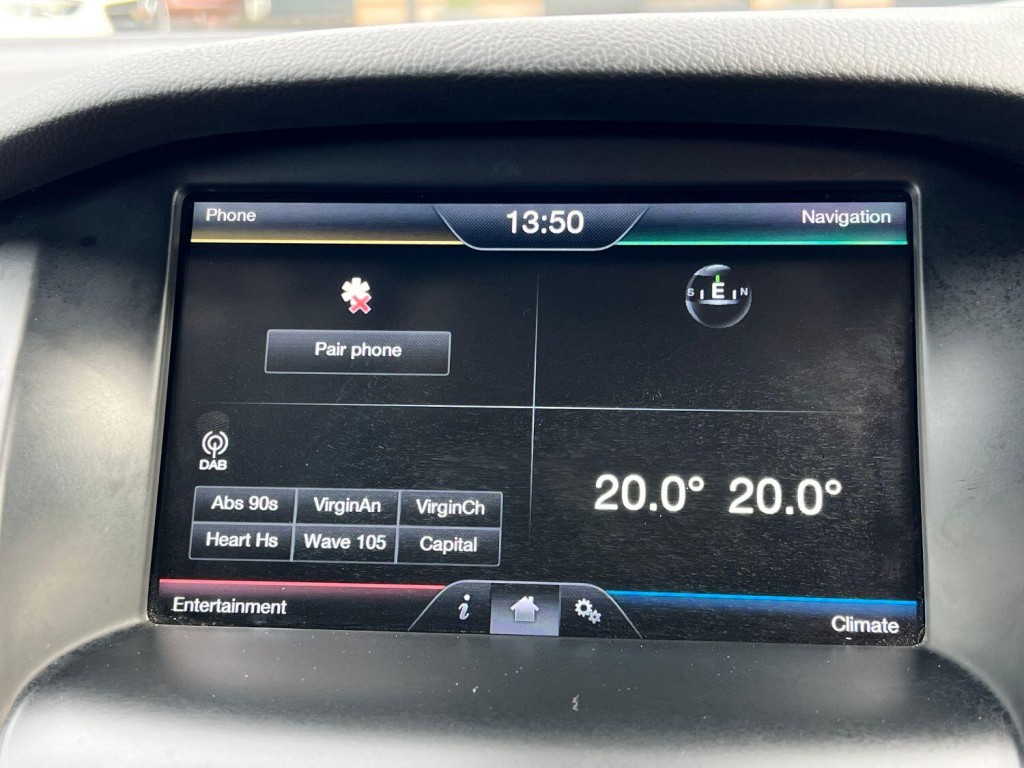 Phone 13:50 Navigation
S E N
Pair phone
DAB
20.0° 20.0°
Abs 90s VirginAn VirginCh
Heart Hs Wave 105 Capital
Entertainment i Climate